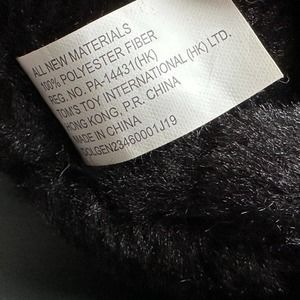 ALL NEW MATERIALS
100% POLYESTER FIBER
REG. NO. PA-14431(HK)
TOM'S TOY INTERNATIONAL (HK) LTD.
HONG KONG, P.R. CHINA
MADE IN CHINA
DOLGEN23460001J19